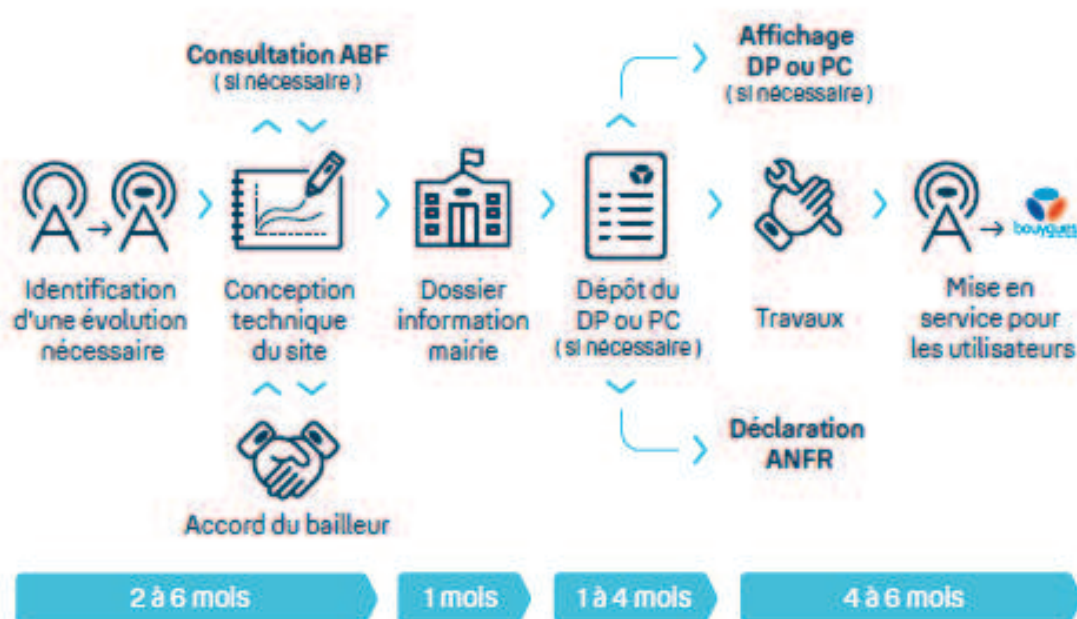 Consultation ABF
( si nécessaire )
Affichage
DP ou PC
( si nécessaire )
Identification
d'une évolution
nécessaire
Conception
technique
du site
Dossier
information
mairie
Dépôt du
DP ou PC
( si nécessaire )
Travaux
bouygues
Mise en
service pour
les utilisateurs
Accord du bailleur
Déclaration
ANFR
2 à 6 mois
1 mois
1 à 4 mois
4 à 6 mois